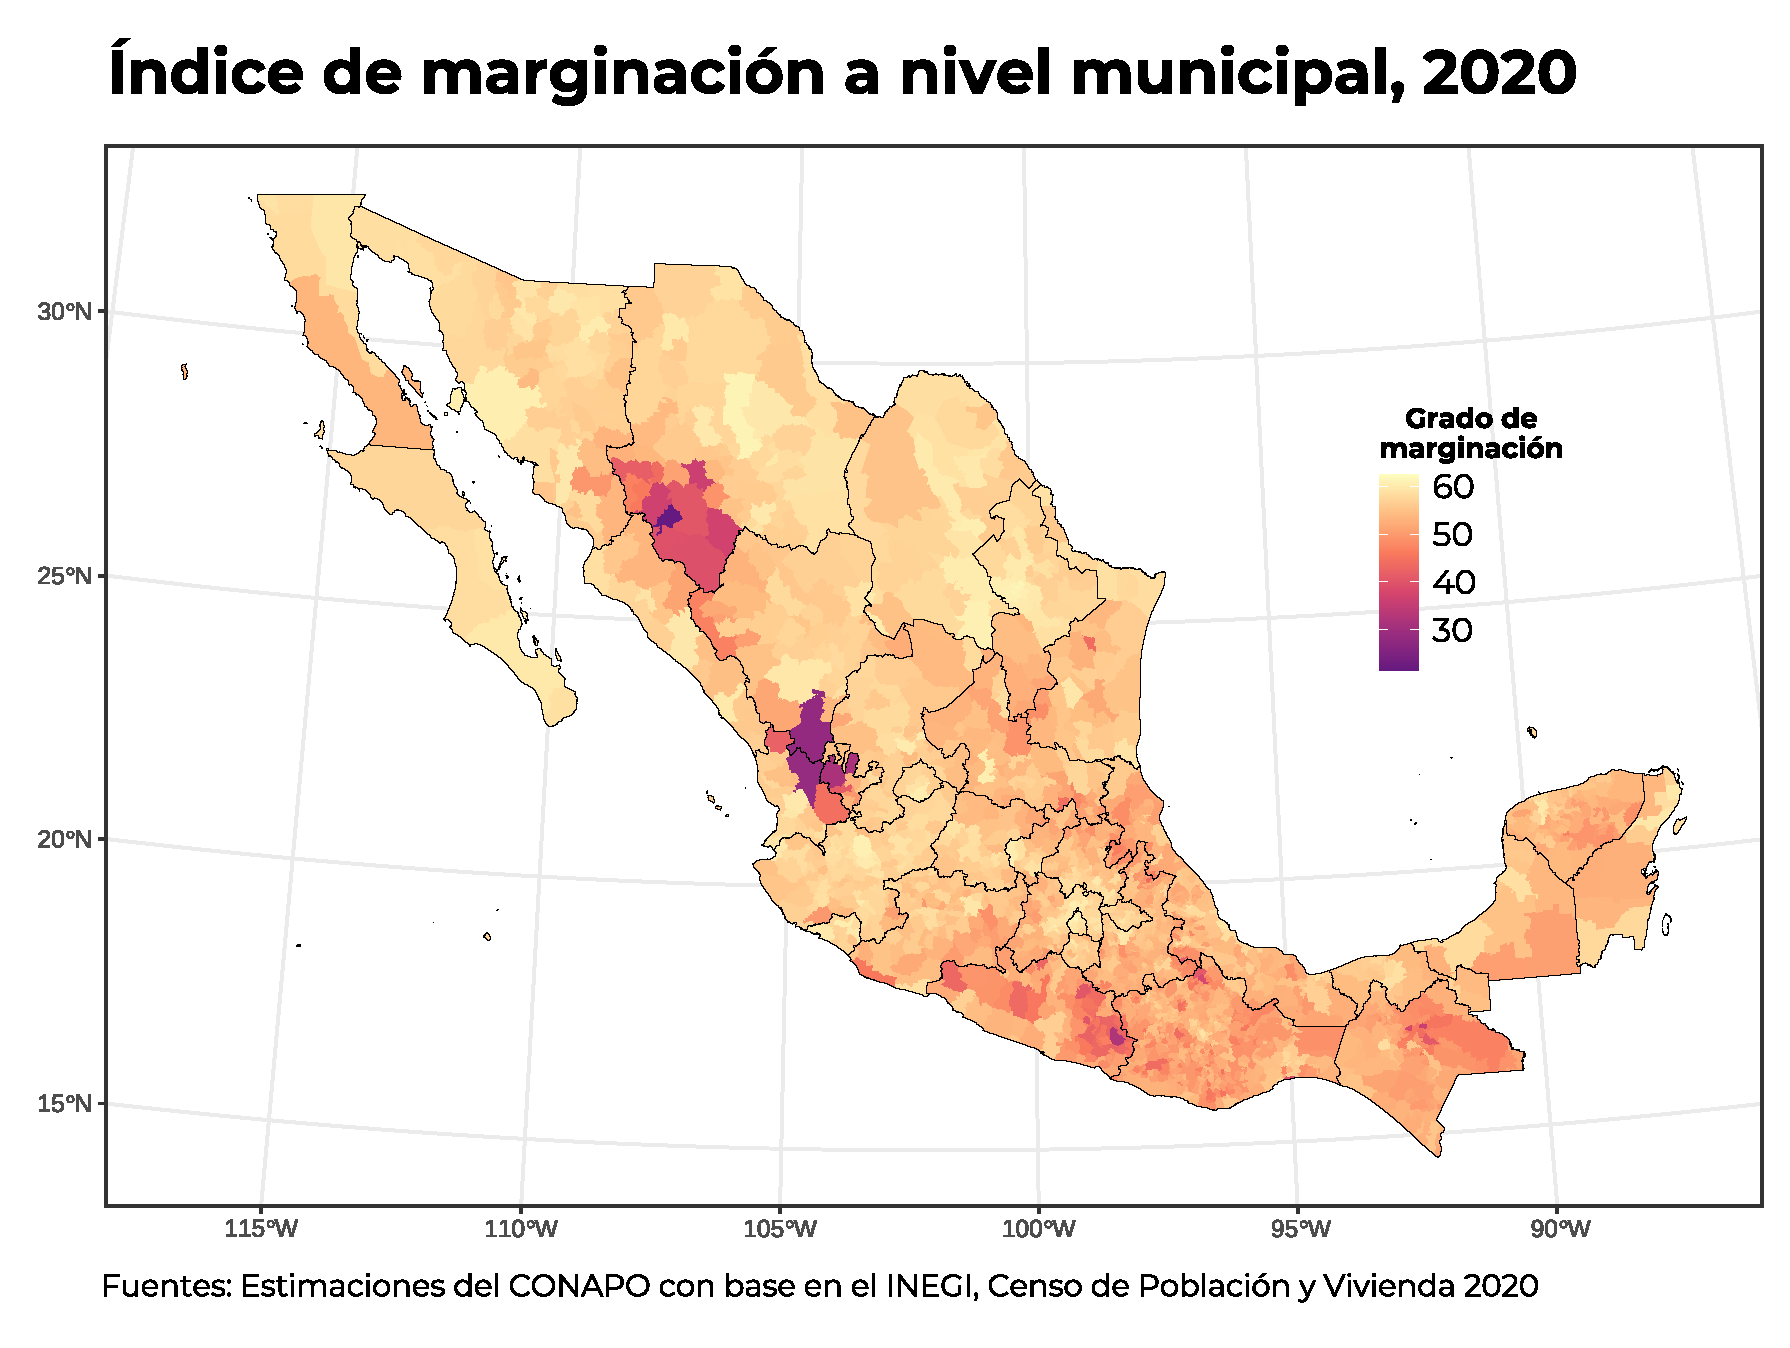 Índice de marginación a nivel municipal, 2020
Grado de
marginación
60
50
40
30
30°N
25°N
20°N
15°N
115°W
110°W
105°W
100°W
95°W
90°W
Fuentes: Estimaciones del CONAPO con base en el INEGI, Censo de Población y Vivienda 2020